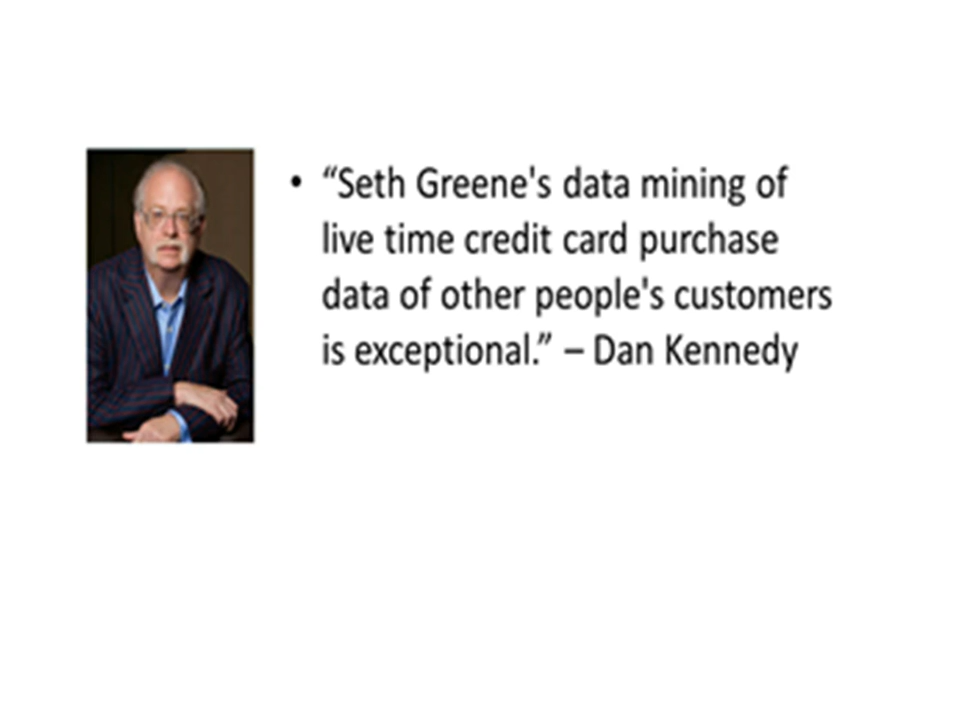 • “Seth Greene's data mining of
live time credit card purchase
data of other people's customers
is exceptional.” – Dan Kennedy